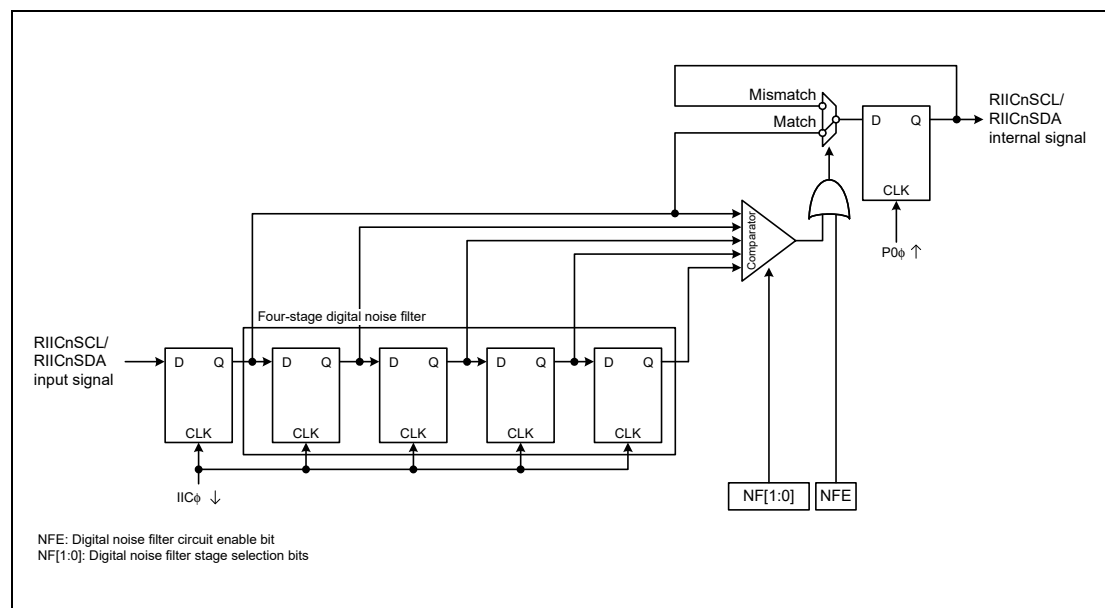 Mismatch
Match
D Q
CLK
RIICnSCL/
RIICnSDA
internal signal
P0ϕ ↑
Comparator
Four-stage digital noise filter
RIICnSCL/
RIICnSDA
input signal
D Q
CLK
D Q
CLK
D Q
CLK
D Q
CLK
D Q
CLK
IICϕ ↓
NF[1:0]
NFE
NFE: Digital noise filter circuit enable bit
NF[1:0]: Digital noise filter stage selection bits